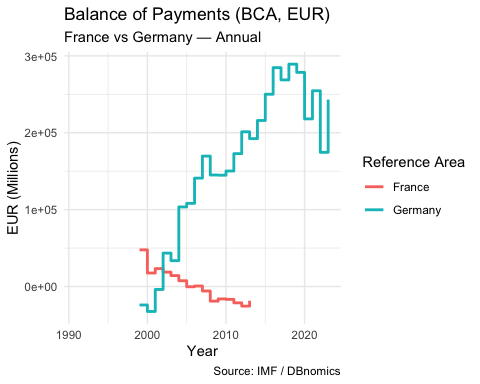 Balance of Payments (BCA, EUR)
France vs Germany — Annual
3e+05
2e+05
1e+05
0e+00
EUR (Millions)
1990
2000
2010
2020
Year
Reference Area
France
Germany
Source: IMF / DBnomics